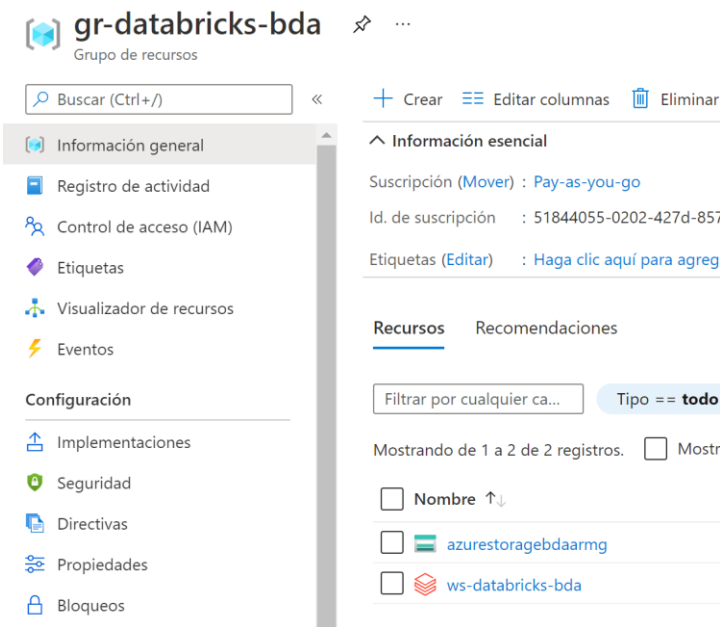 gr-databricks-bda
Grupo de recursos
Buscar (Ctrl+/)
Información general
Registro de actividad
Control de acceso (IAM)
Etiquetas
Visualizador de recursos
Eventos
Configuración
Implementaciones
Seguridad
Directivas
Propiedades
Bloqueos
Crear
Editar columnas
Eliminar
Información esencial
Suscripción (Mover) : Pay-as-you-go
Id. de suscripción : 51844055-0202-427d-857
Etiquetas (Editar) : Haga clic aquí para agreg
Recursos
Recomendaciones
Filtrar por cualquier ca...
Tipo == todo
Mostrando de 1 a 2 de 2 registros.
Mostr
Nombre
azurestoragebdaarmg
ws-databricks-bda